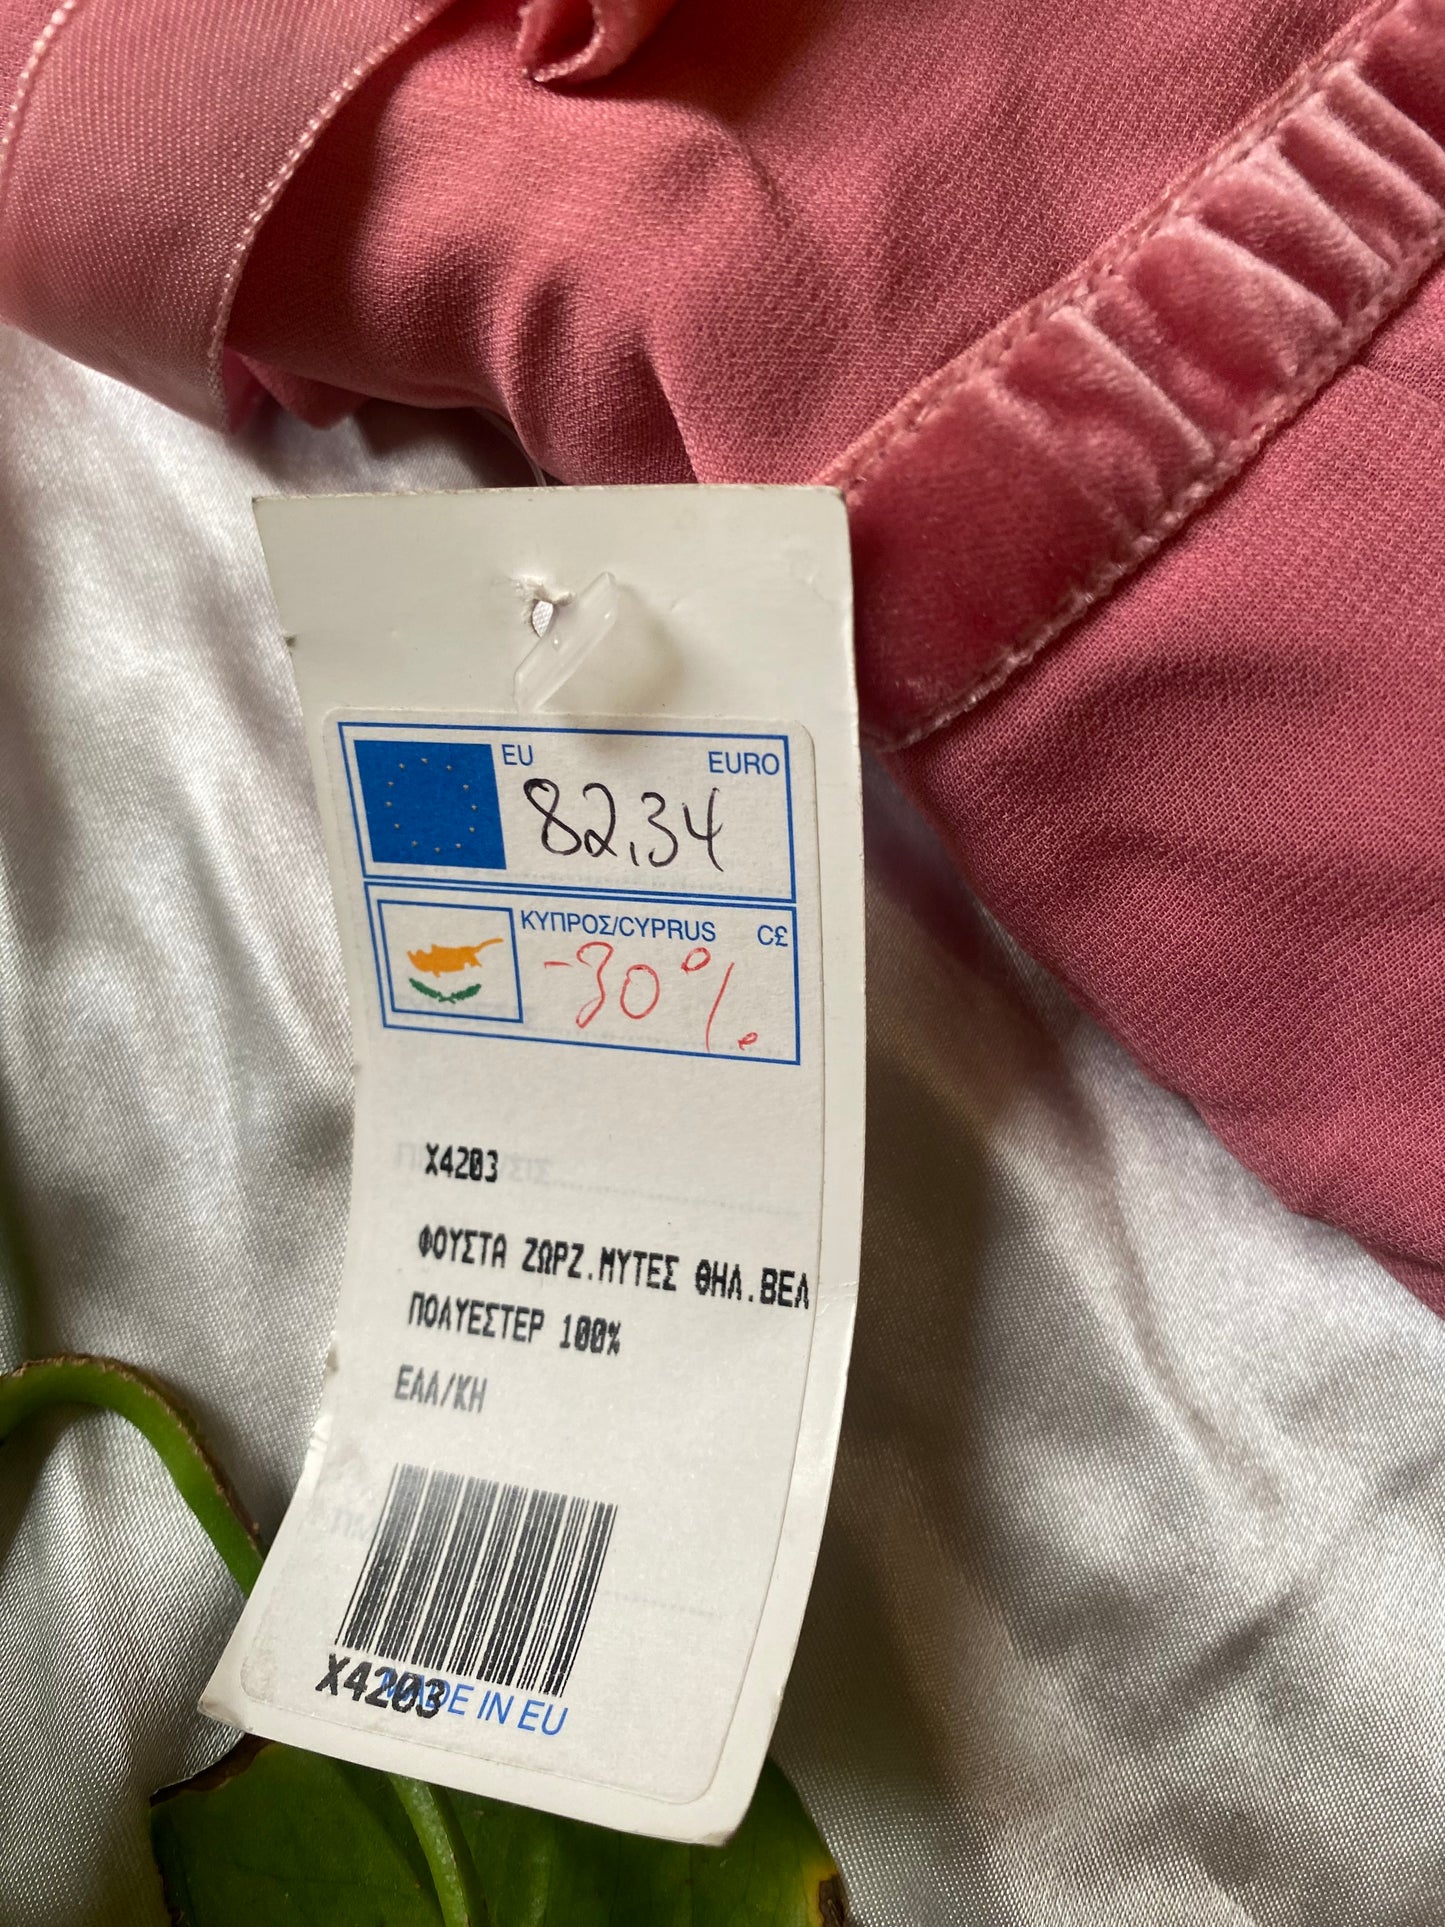 EU EURO
82,34
ΚΥΠΡΟΣ/CYPRUS C£
-30%
X4203
ΦΟΥΣΤΑ ΖΩΡΖ.ΜΥΤΕΣ ΘΗΛ.ΒΕΛ
ΠΟΛΥΕΣΤΕΡ 100%
ΕΛΛ/ΚΗ
X4203
MADE IN EU